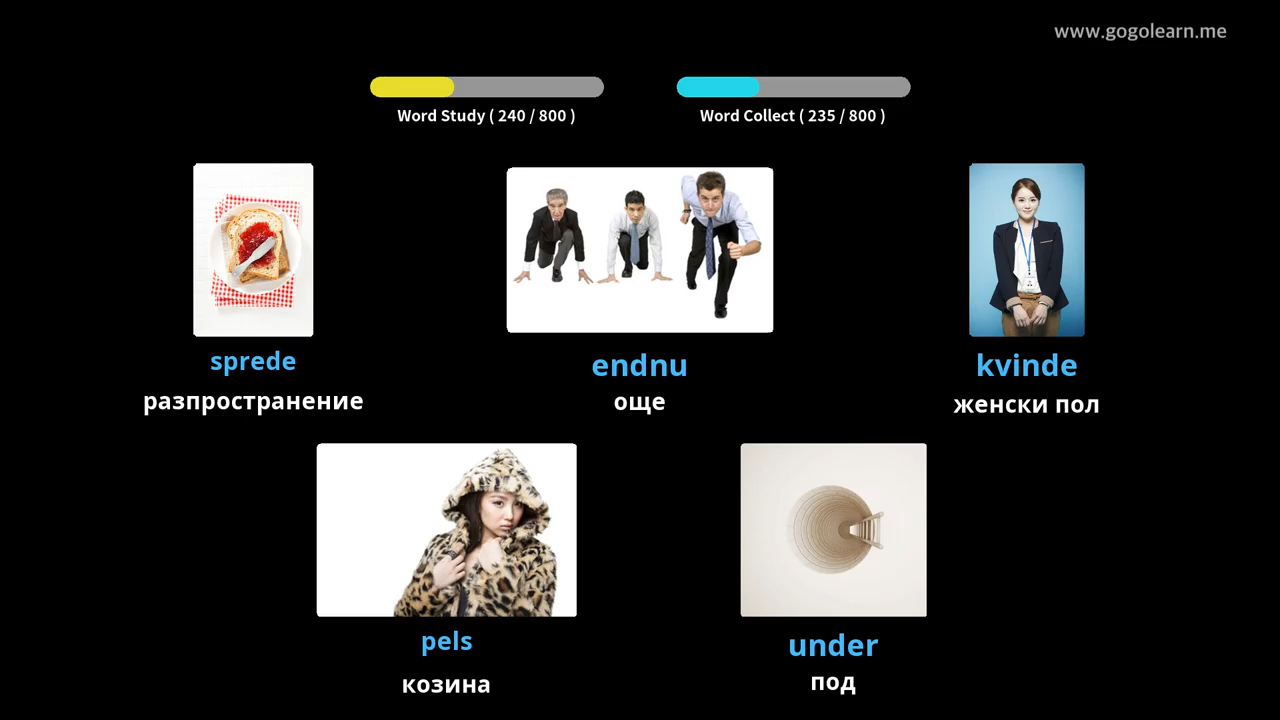 www.gogolearn.me
Word Study ( 240 / 800 )
Word Collect ( 235 / 800 )
sprede
разпространение
endnu
още
kvinde
женски пол
pels
козина
under
под